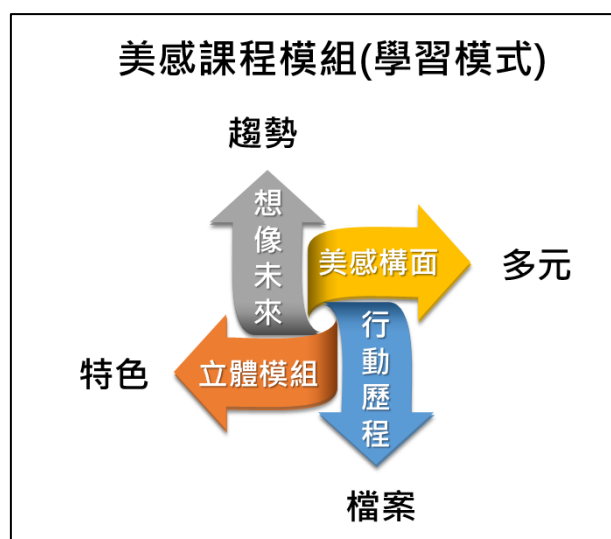 美感課程模組(學習模式)
趨勢
想像未來
美感構面
多元
特色
立體模組
行動歷程
檔案